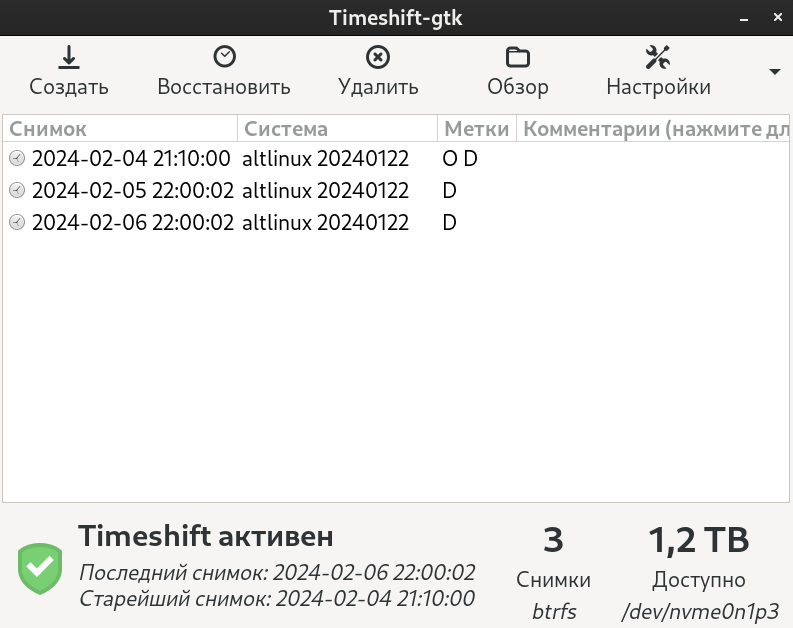 Timeshift-gtk
Создать Восстановить Удалить Обзор Настройки
Снимок Система Метки Комментарии (нажмите дл
2024-02-04 21:10:00 altlinux 20240122 O D
2024-02-05 22:00:02 altlinux 20240122 D
2024-02-06 22:00:02 altlinux 20240122 D
Timeshift активен
Последний снимок: 2024-02-06 22:00:02
Старейший снимок: 2024-02-04 21:10:00
3
Снимки
btrfs
1,2 TB
Доступно
/dev/nvme0n1p3